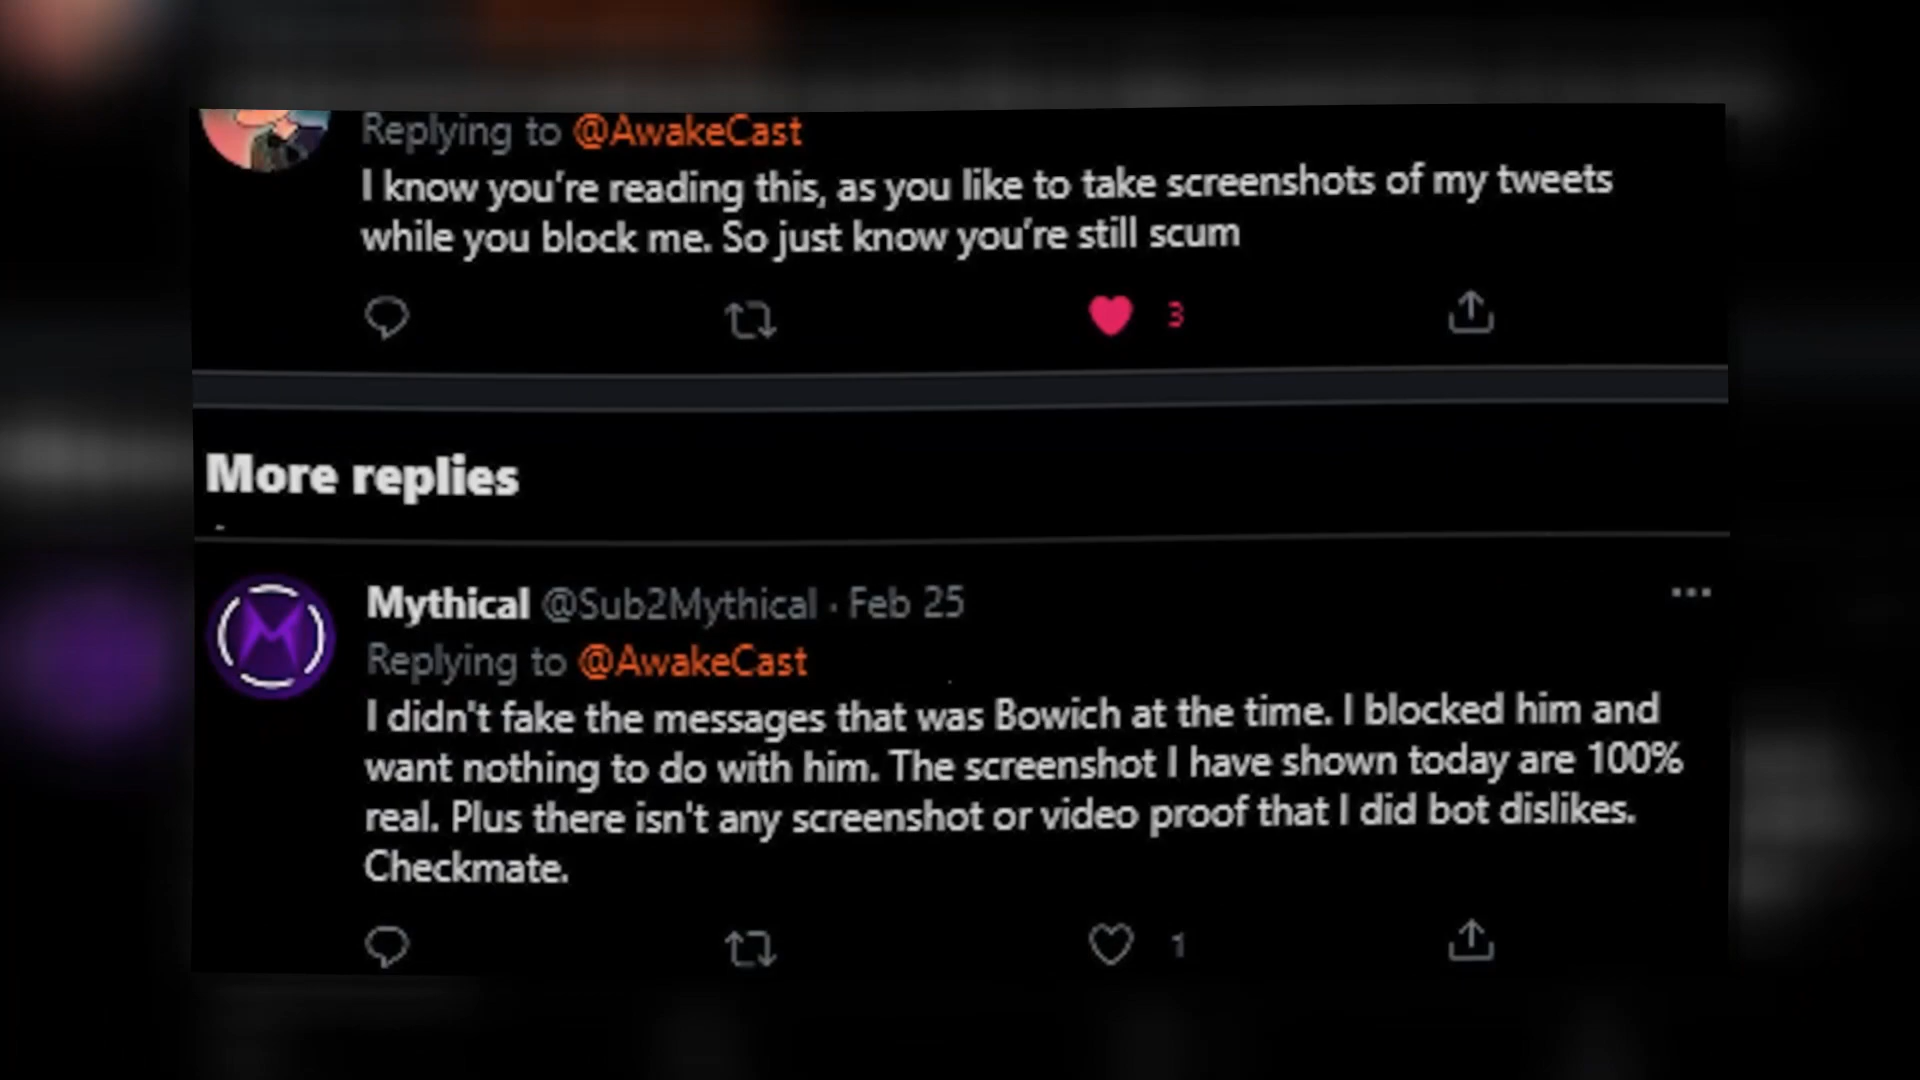 Replying to @AwakeCast
I know you're reading this, as you like to take screenshots of my tweets
while you block me. So just know you're still scum
3
More replies
Mythical @Sub2Mythical · Feb 25
Replying to @AwakeCast
I didn't fake the messages that was Bowich at the time. I blocked him and
want nothing to do with him. The screenshot I have shown today are 100%
real. Plus there isn't any screenshot or video proof that I did bot dislikes.
Checkmate.
1